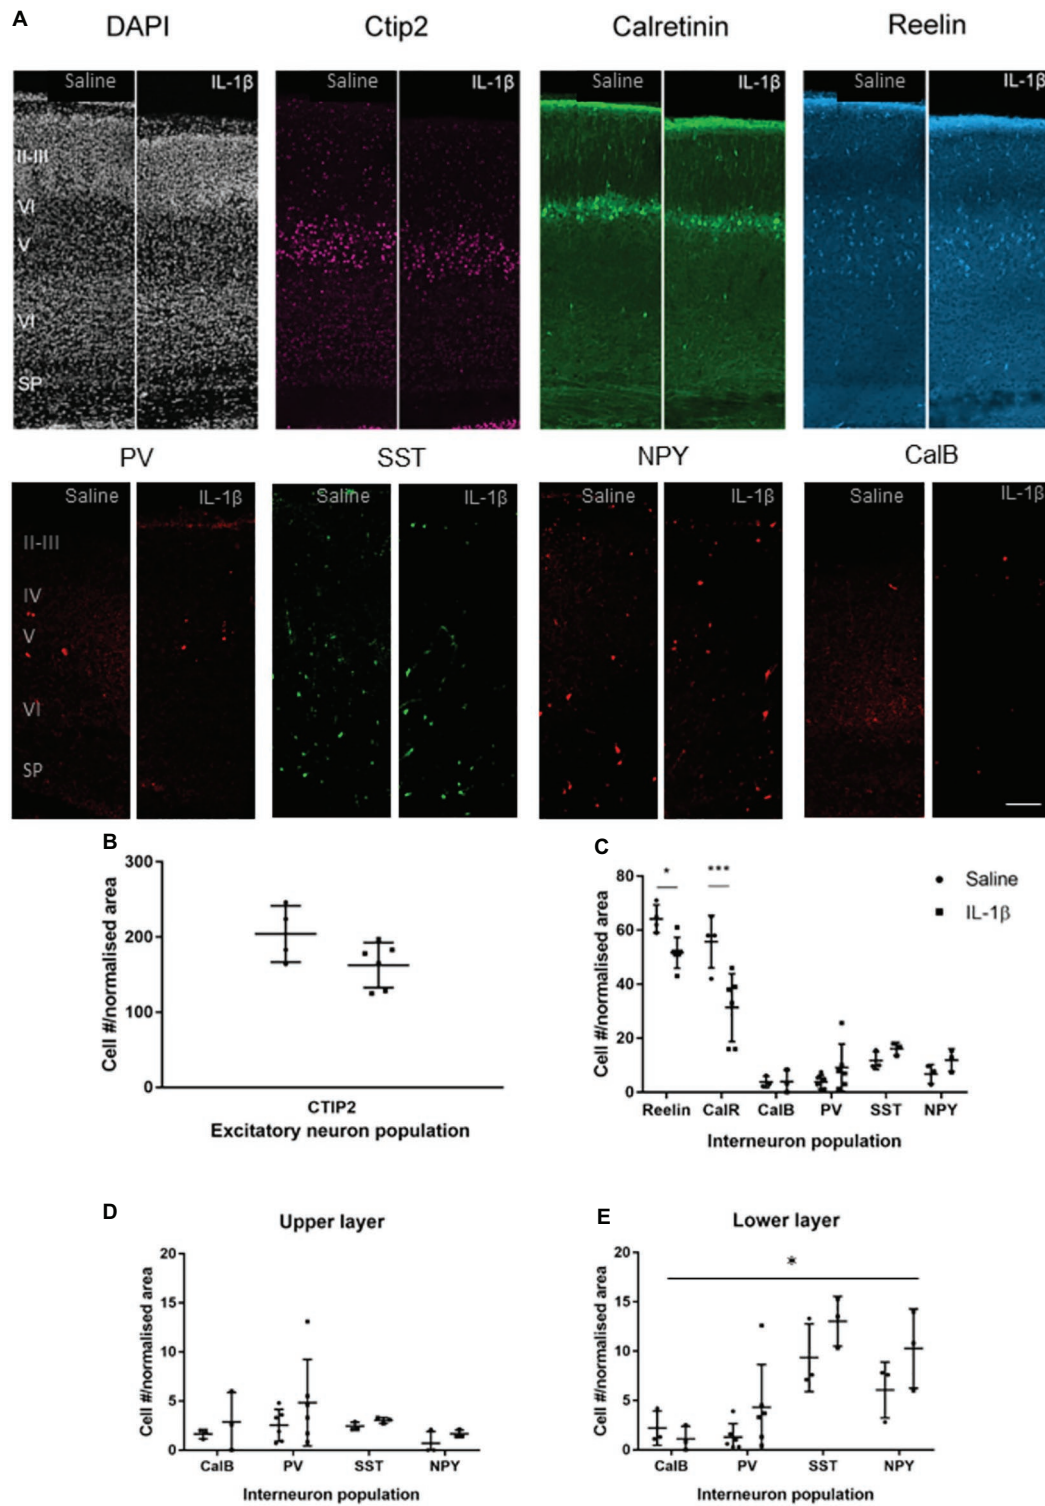 A
DAPI Ctip2 Calretinin Reelin
Saline IL-1β Saline IL-1β Saline IL-1β Saline IL-1β
II-III
VI
V
VI
SP
PV SST NPY CalB
Saline IL-1β Saline IL-1β Saline IL-1β Saline IL-1β
II-III
IV
V
VI
SP
B
300
200
100
0
Cell #/normalised area
CTIP2
Excitatory neuron population
C
80
60
40
20
0
Cell #/normalised area
* ***
Saline
IL-1β
Reelin CalR CalB PV SST NPY
Interneuron population
D
Upper layer
20
15
10
5
0
Cell #/normalised area
CalB PV SST NPY
Interneuron population
E
Lower layer
*
20
15
10
5
0
Cell #/normalised area
CalB PV SST NPY
Interneuron population